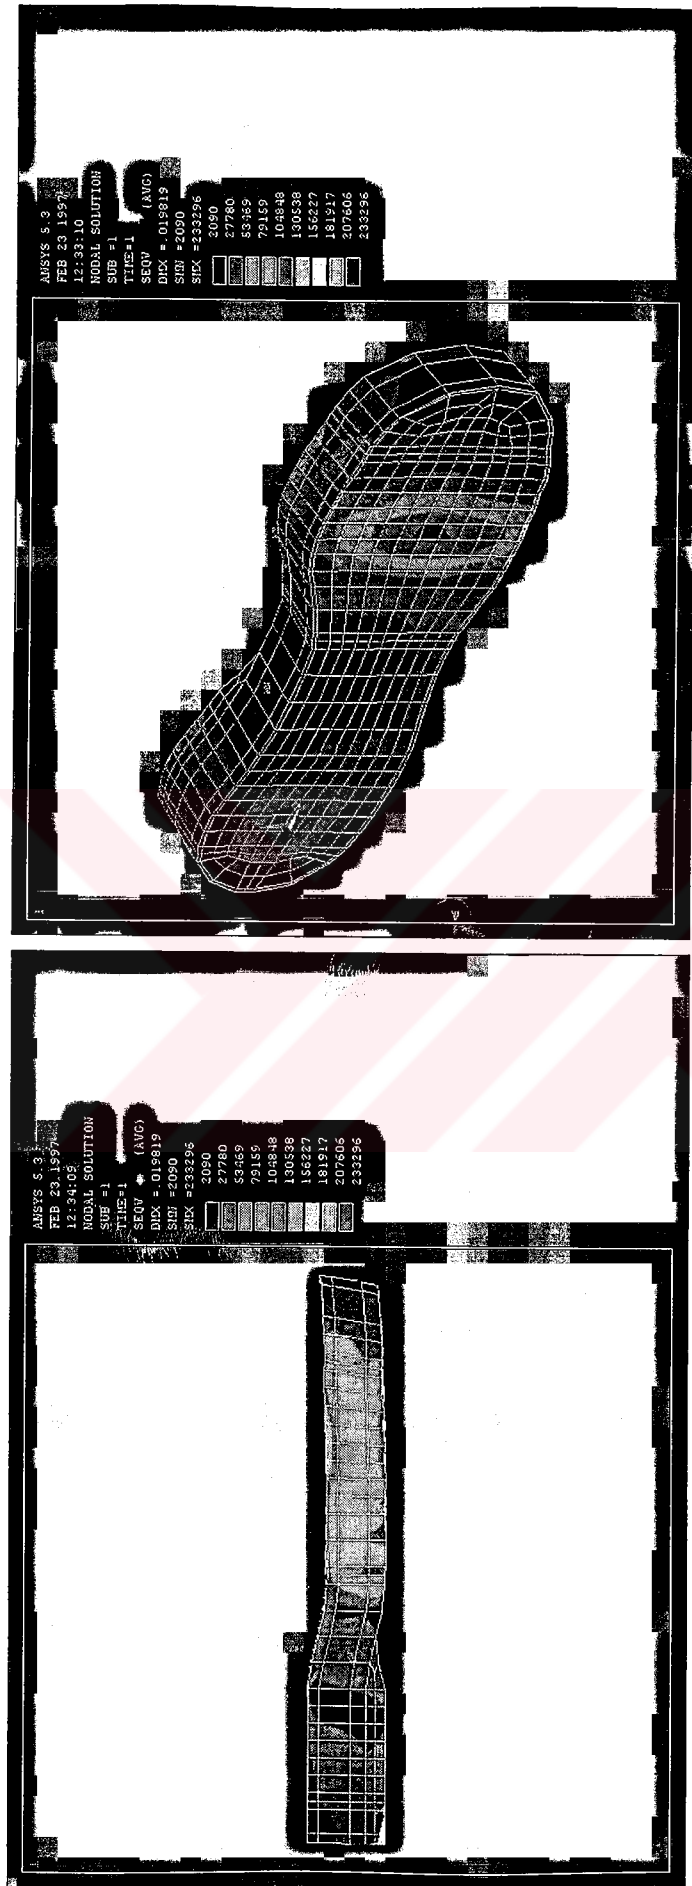 ANSYS 5.3
FEB 23 1997
12:33:10
NODAL SOLUTION
SUB =1
TIME=1
SEQV (AVG)
DMX =.019819
SMN =2090
SMX =233296
2090
27780
53469
79159
104848
130538
156227
181917
207606
233296
ANSYS 5.3
FEB 23 1997
12:34:09
NODAL SOLUTION
SUB =1
TIME=1
SEQV (AVG)
DMX =.019819
SMN =2090
SMX =233296
2090
27780
53469
79159
104848
130538
156227
181917
207606
233296